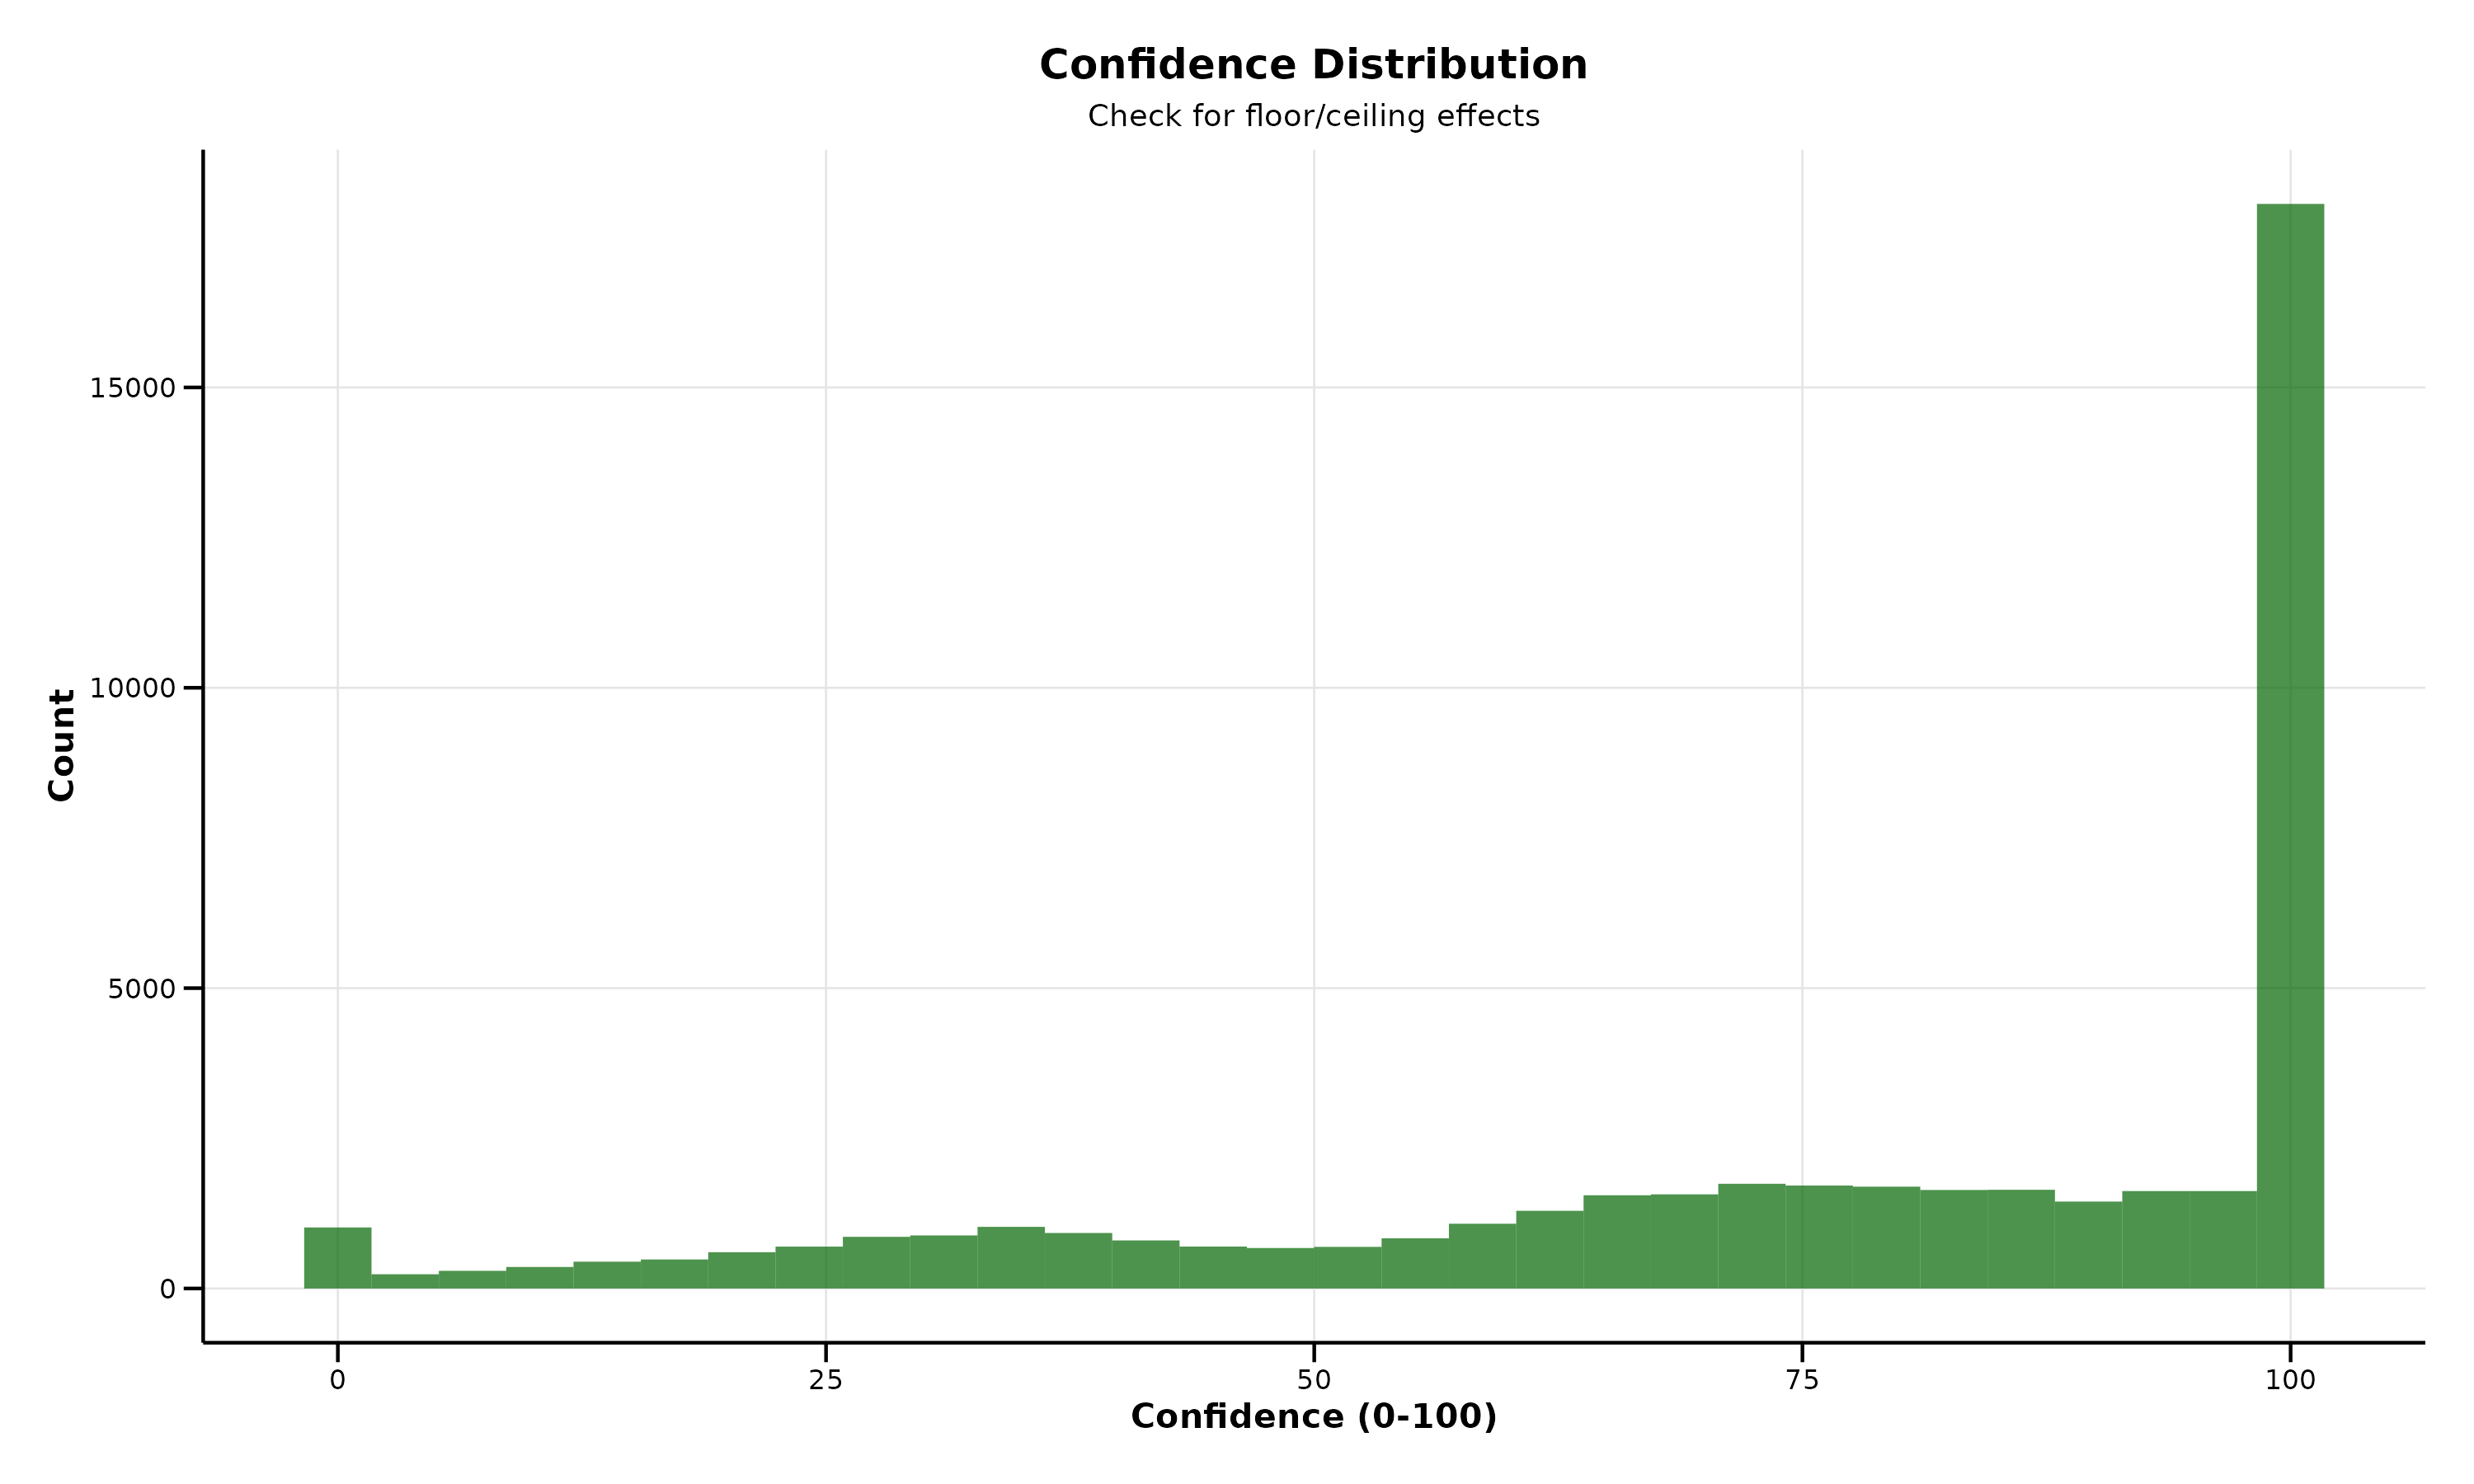 Confidence Distribution
Check for floor/ceiling effects
Count
15000
10000
5000
0
0 25 50 75 100
Confidence (0-100)